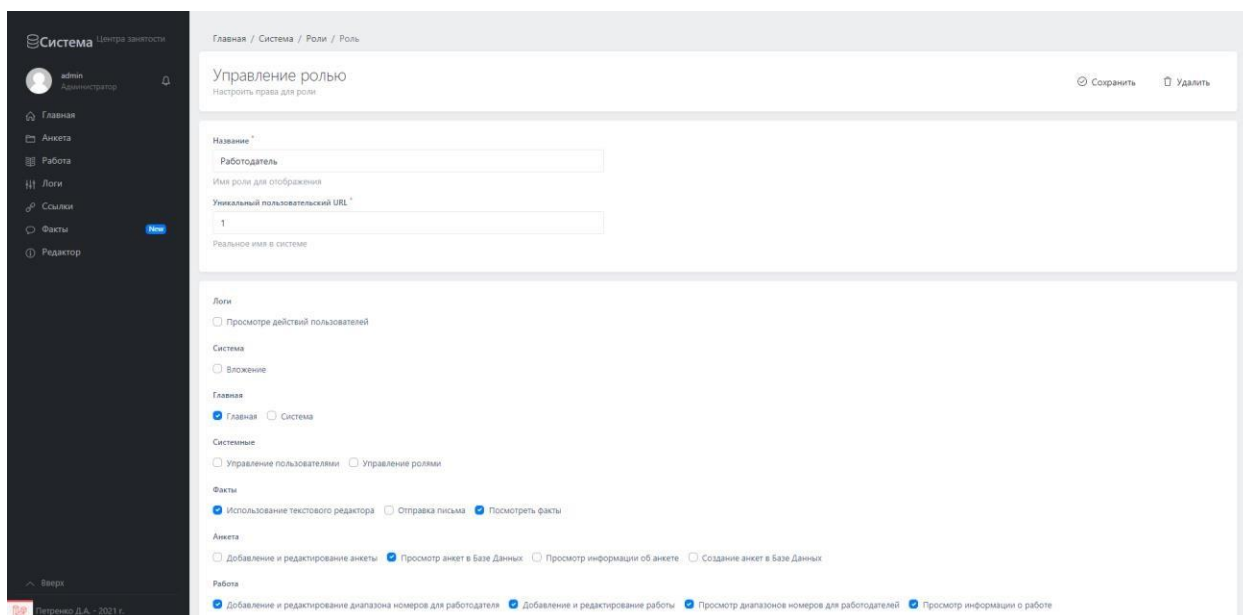 Система Центра занятости
admin
Администратор
Главная
Анкета
Работа
Логи
Ссылки
Факты New
Редактор
Вверх
Петренко Д.А. - 2021 г.
Главная / Система / Роли / Роль
Управление ролью
Настроить права для роли
Сохранить Удалить
Название *
Работодатель
Имя роли для отображения
Уникальный пользовательский URL *
1
Реальное имя в системе
Логи
Просмотре действий пользователей
Система
Вложение
Главная
Главная Система
Системные
Управление пользователями Управление ролями
Факты
Использование текстового редактора Отправка письма Посмотреть факты
Анкета
Добавление и редактирование анкеты Просмотр анкет в Базе Данных Просмотр информации об анкете Создание анкет в Базе Данных
Работа
Добавление и редактирование диапазона номеров для работодателя Добавление и редактирование работы Просмотр диапазонов номеров для работодателей Просмотр информации о работе